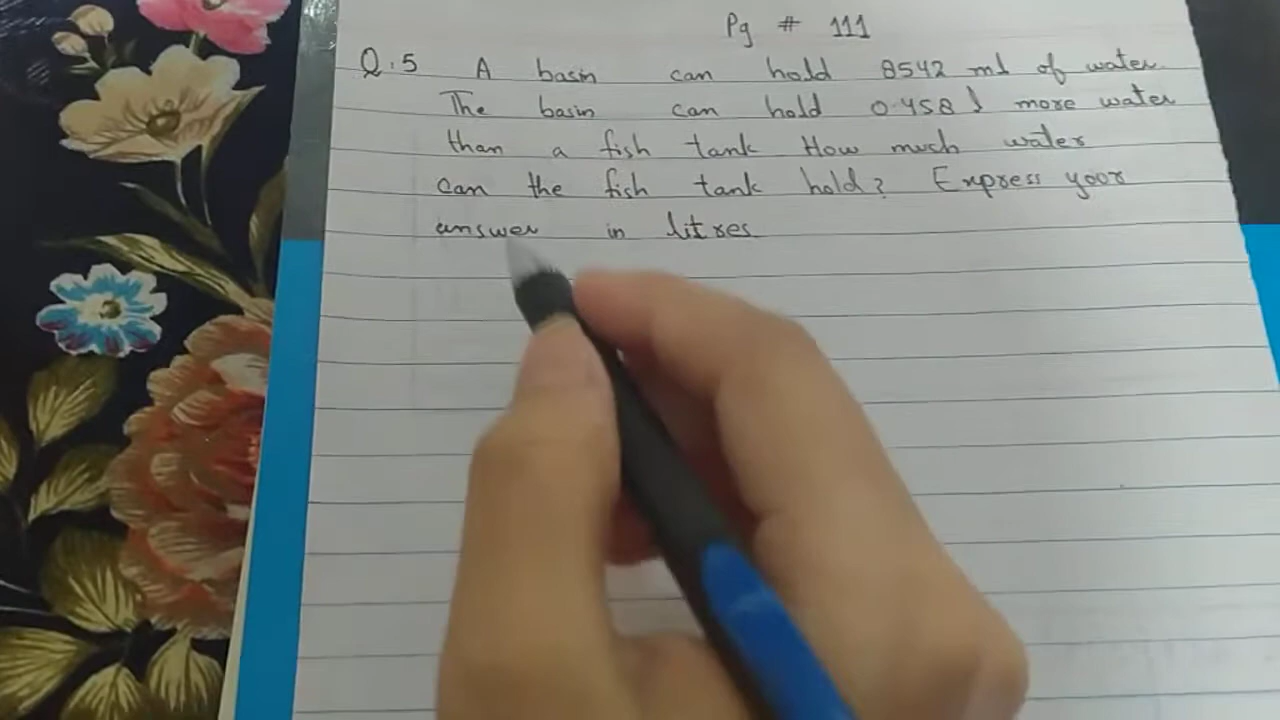 Pg # 111
Q.5 A basin can hold 8542 ml of water.
The basin can hold 0.458 l more water
than a fish tank How much water
can the fish tank hold? Express your
answer in litres